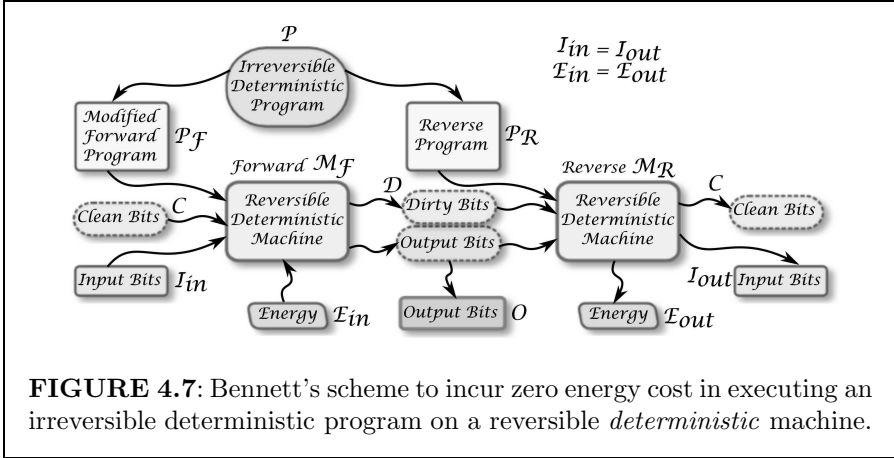 P
Irreversible
Deterministic
Program
I_in = I_out
E_in = E_out
Modified
Forward
Program
P_F
Reverse
Program
P_R
Forward M_F
Reverse M_R
Clean Bits
C
Reversible
Deterministic
Machine
D
Dirty Bits
Output Bits
Reversible
Deterministic
Machine
C
Clean Bits
Input Bits
I_in
I_out
Input Bits
Energy
E_in
Output Bits
O
Energy
E_out
FIGURE 4.7: Bennett's scheme to incur zero energy cost in executing an
irreversible deterministic program on a reversible deterministic machine.